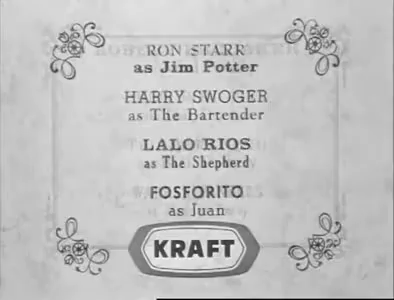 RON STARR
as Jim Potter
HARRY SWOGER
as The Bartender
LALO RIOS
as The Shepherd
FOSFORITO
as Juan
KRAFT